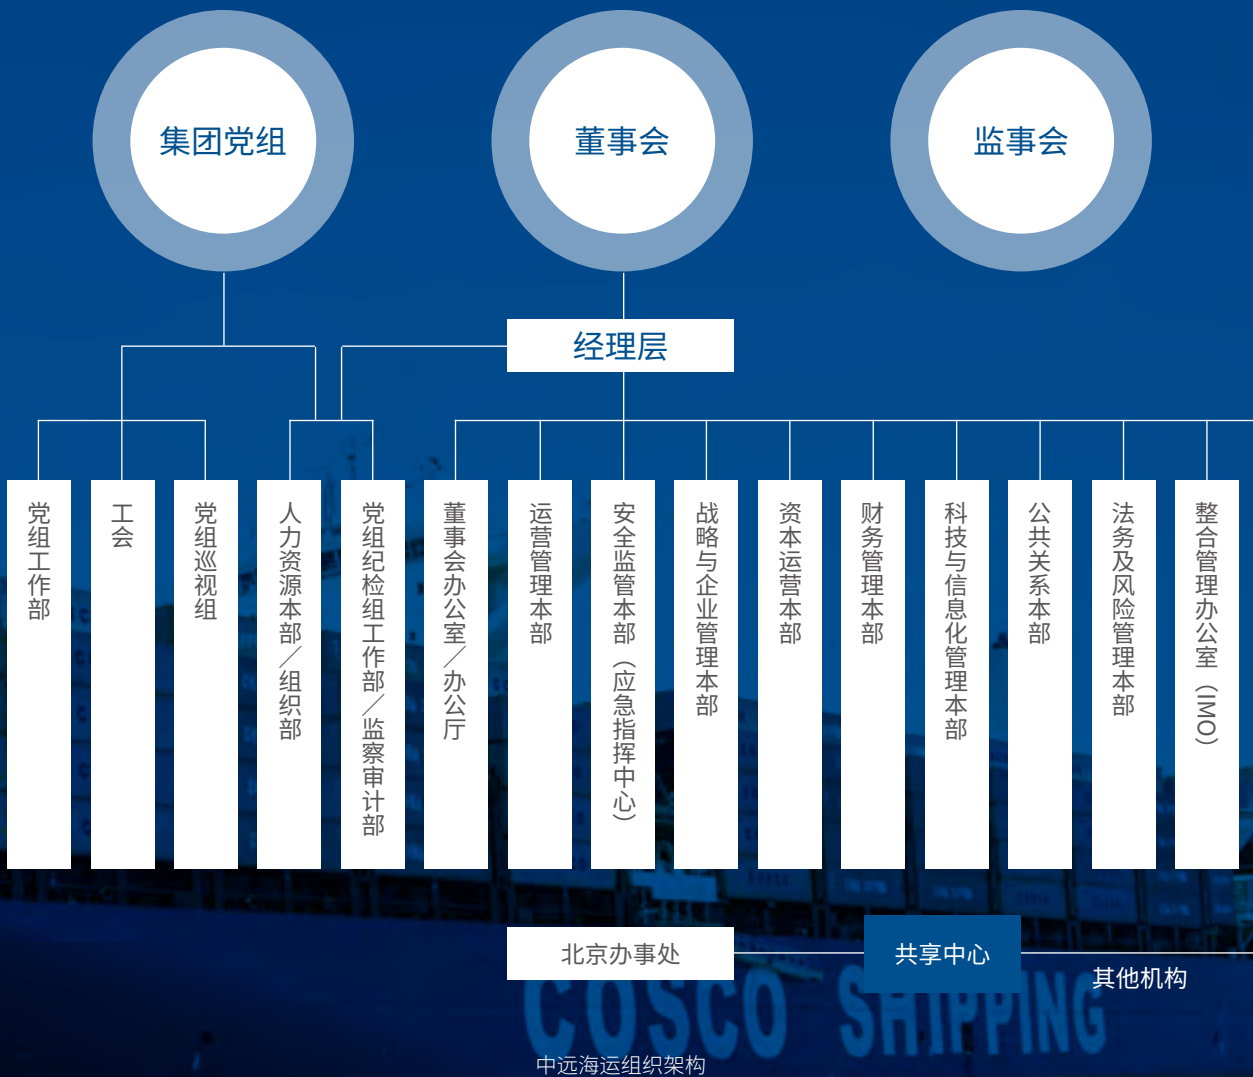 集团党组
董事会
监事会
经理层
党组工作部
工会
党组巡视组
人力资源本部/组织部
党组纪检组工作部/监察审计部
董事会办公室/办公厅
运营管理本部
安全监管本部（应急指挥中心）
战略与企业管理本部
资本运营本部
财务管理本部
科技与信息化管理本部
公共关系本部
法务及风险管理本部
整合管理办公室（IMO）
北京办事处
共享中心
其他机构
COSCO SHIPPING
中远海运组织架构